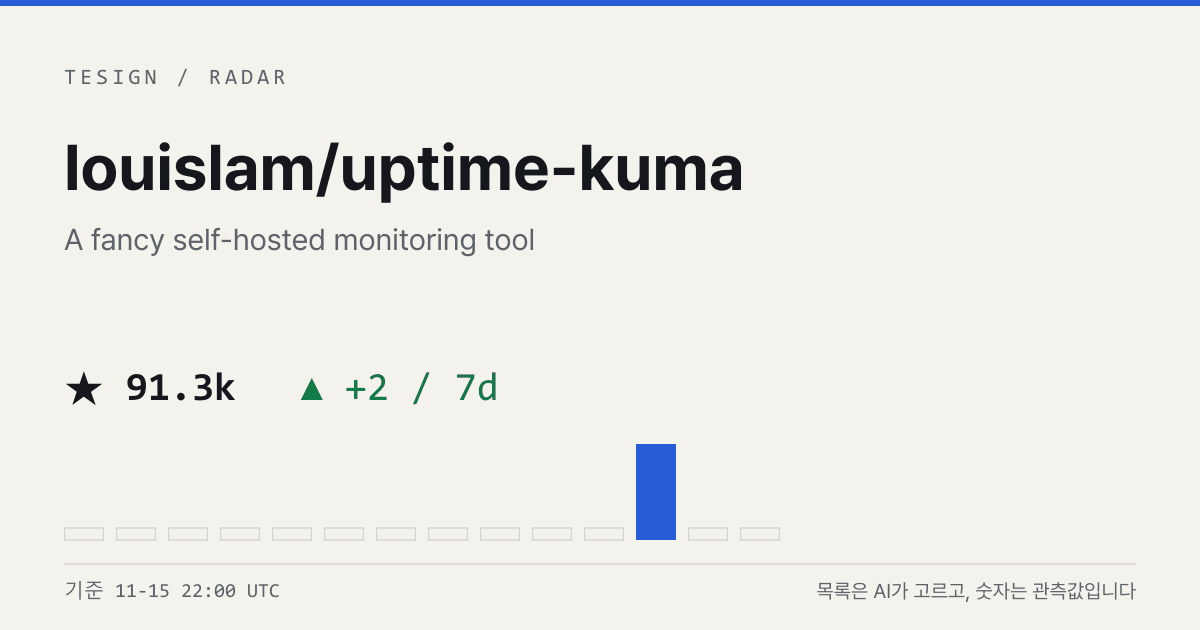 TESIGN / RADAR
louislam/uptime-kuma
A fancy self-hosted monitoring tool
★ 91.3k ▲ +2 / 7d
기준 11-15 22:00 UTC
목록은 AI가 고르고, 숫자는 관측값입니다